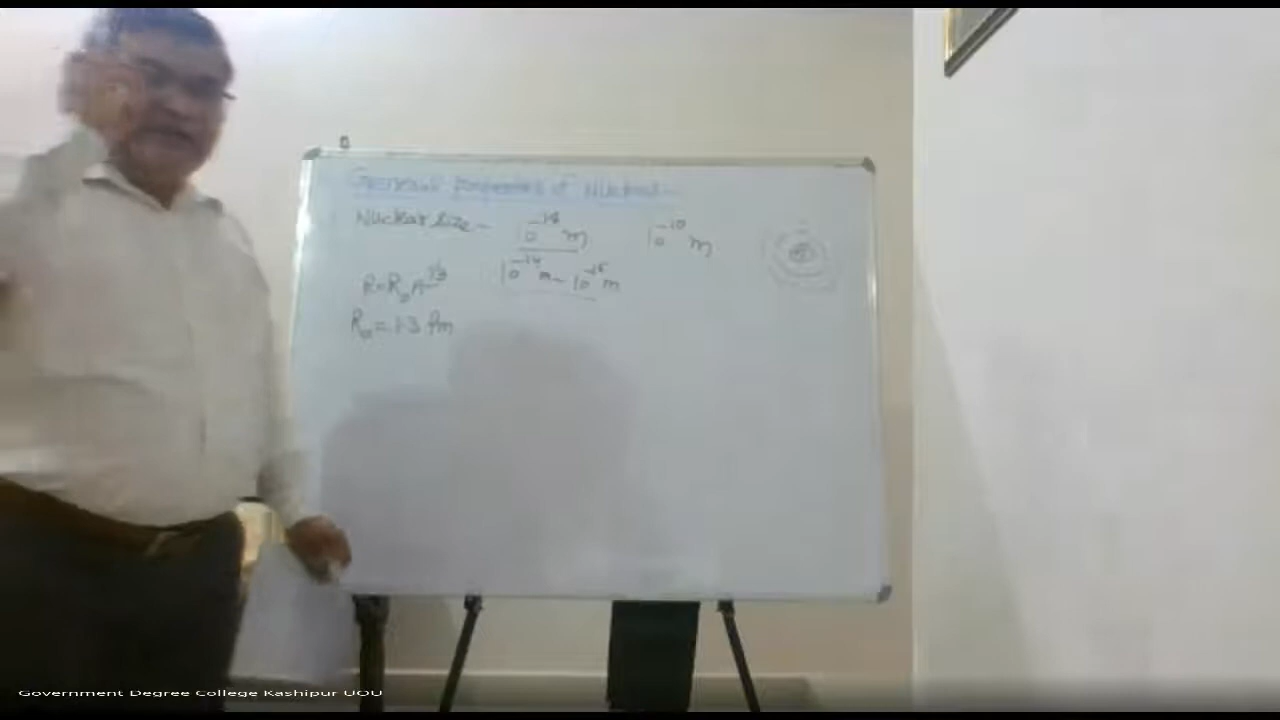 General properties of Nucleus -
Nuclear size - 10⁻¹⁴ m 10⁻¹⁰ m
10⁻¹⁴ m - 10⁻¹⁵ m
R = R₀A^1/3
R₀ = 1.3 fm
Government Degree College Kashipur UOU